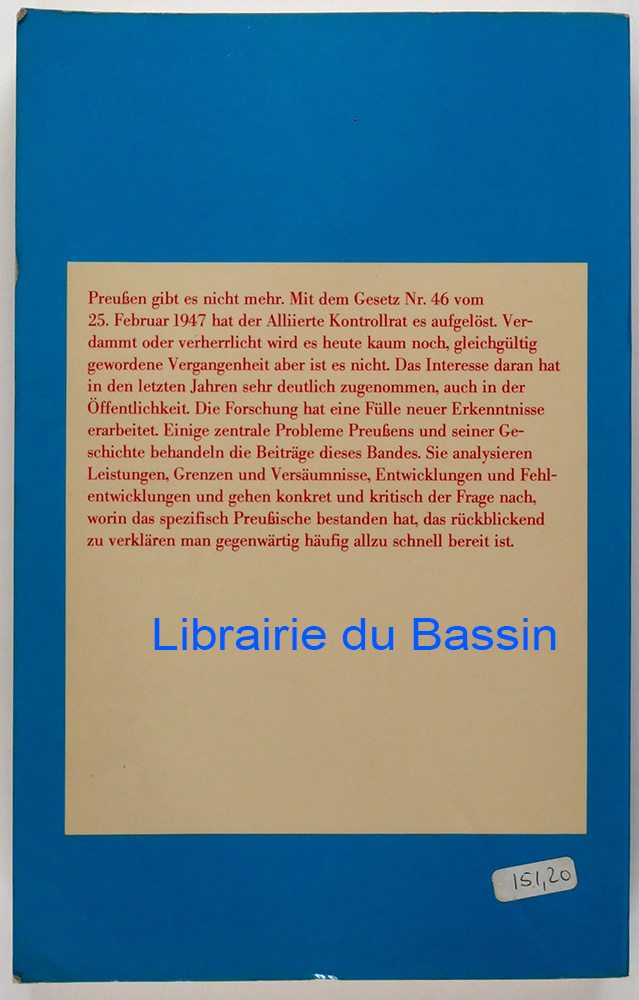 Preußen gibt es nicht mehr. Mit dem Gesetz Nr. 46 vom
25. Februar 1947 hat der Alliierte Kontrollrat es aufgelöst. Ver-
dammt oder verherrlicht wird es heute kaum noch, gleichgültig
gewordene Vergangenheit aber ist es nicht. Das Interesse daran hat
in den letzten Jahren sehr deutlich zugenommen, auch in der
Öffentlichkeit. Die Forschung hat eine Fülle neuer Erkenntnisse
erarbeitet. Einige zentrale Probleme Preußens und seiner Ge-
schichte behandeln die Beiträge dieses Bandes. Sie analysieren
Leistungen, Grenzen und Versäumnisse, Entwicklungen und Fehl-
entwicklungen und gehen konkret und kritisch der Frage nach,
worin das spezifisch Preußische bestanden hat, das rückblickend
zu verklären man gegenwärtig häufig allzu schnell bereit ist.
Librairie du Bassin
151,20